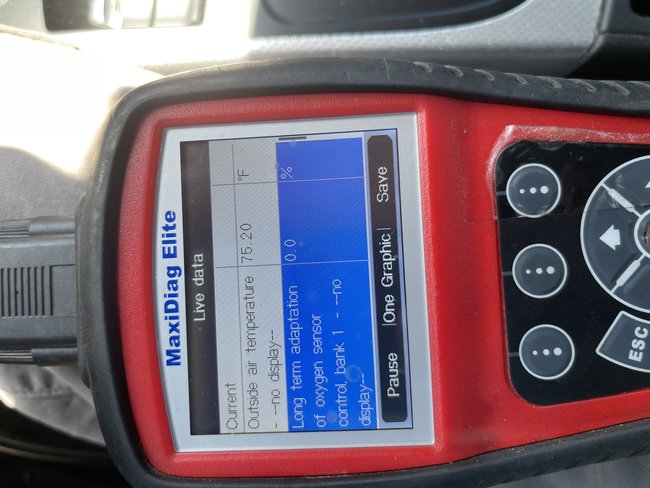 MaxiDiag Elite
Live data
Current
Outside air temperature 75.20 °F
- --no display--
Long term adaptation 0.0 %
of oxygen sensor
control, bank 1 - --no
display--
Pause |One Graphic| Save
ESC